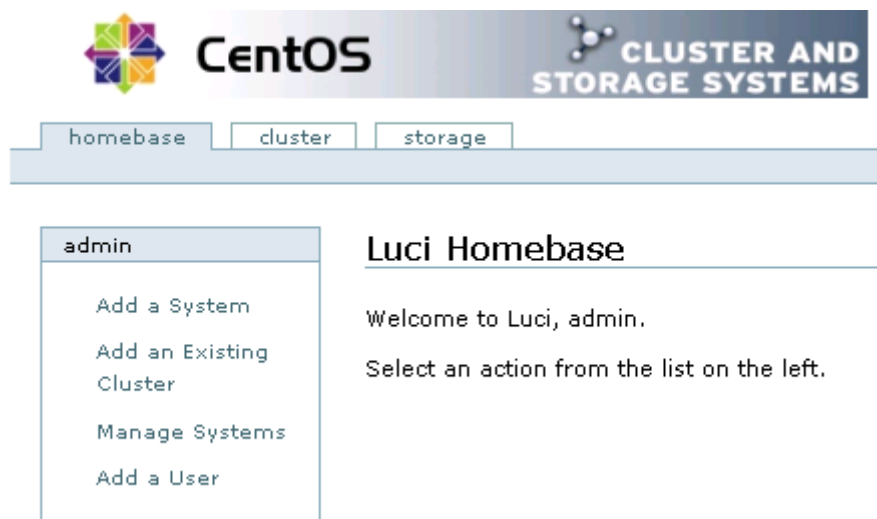 CentOS
CLUSTER AND
STORAGE SYSTEMS
homebase
cluster
storage
admin
Add a System
Add an Existing
Cluster
Manage Systems
Add a User
Luci Homebase
Welcome to Luci, admin.
Select an action from the list on the left.